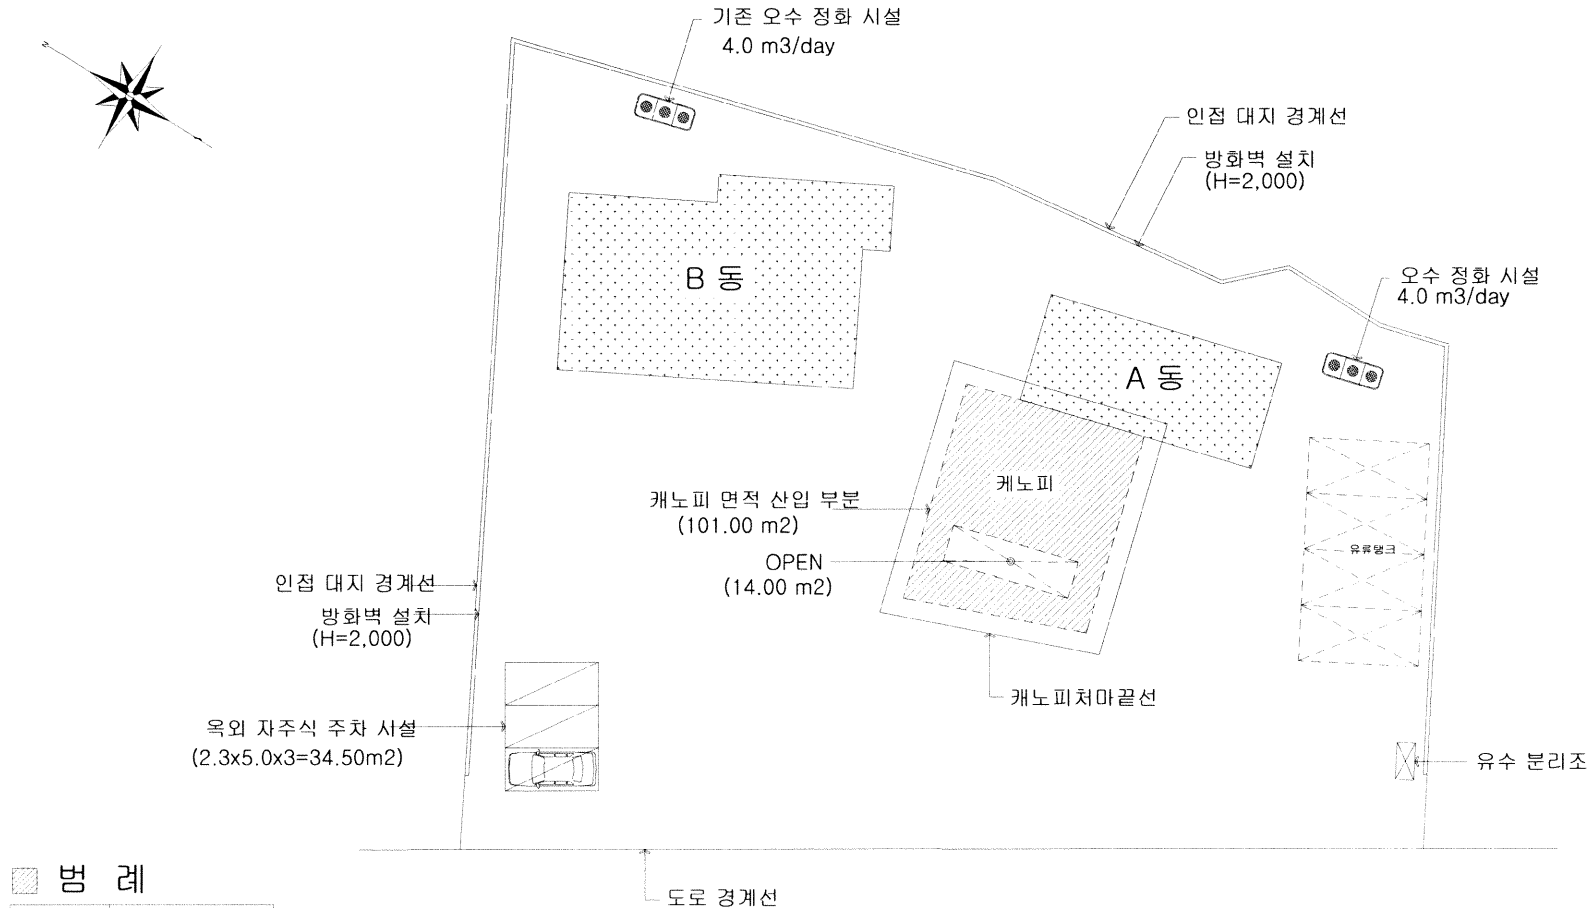 기존 오수 정화 시설
4.0 m3/day
인접 대지 경계선
방화벽 설치
(H=2,000)
B 동
오수 정화 시설
4.0 m3/day
A 동
케노피
캐노피 면적 산입 부분
(101.00 m2)
유류탱크
OPEN
(14.00 m2)
인접 대지 경계선
방화벽 설치
(H=2,000)
캐노피처마끝선
옥외 자주식 주차 시설
(2.3x5.0x3=34.50m2)
유수 분리조
범 례
도로 경계선